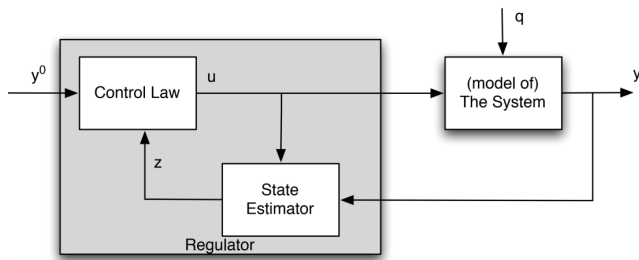 q
y⁰
Control Law
u
(model of)
The System
y
z
State
Estimator
Regulator